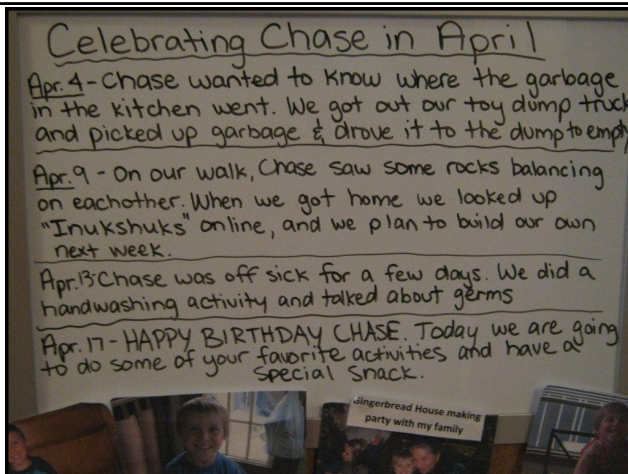 Celebrating Chase in April
Apr. 4 - Chase wanted to know where the garbage
in the kitchen went. We got out our toy dump truck
and picked up garbage & drove it to the dump to empty
Apr. 9 - On our walk, Chase saw some rocks balancing
on eachother. When we got home we looked up
"Inukshuks" online, and we plan to build our own
next week.
Apr. 13 - Chase was off sick for a few days. We did a
handwashing activity and talked about germs
Apr. 17 - HAPPY BIRTHDAY CHASE. Today we are going
to do some of your favorite activities and have a
special snack.
Gingerbread House making
party with my family